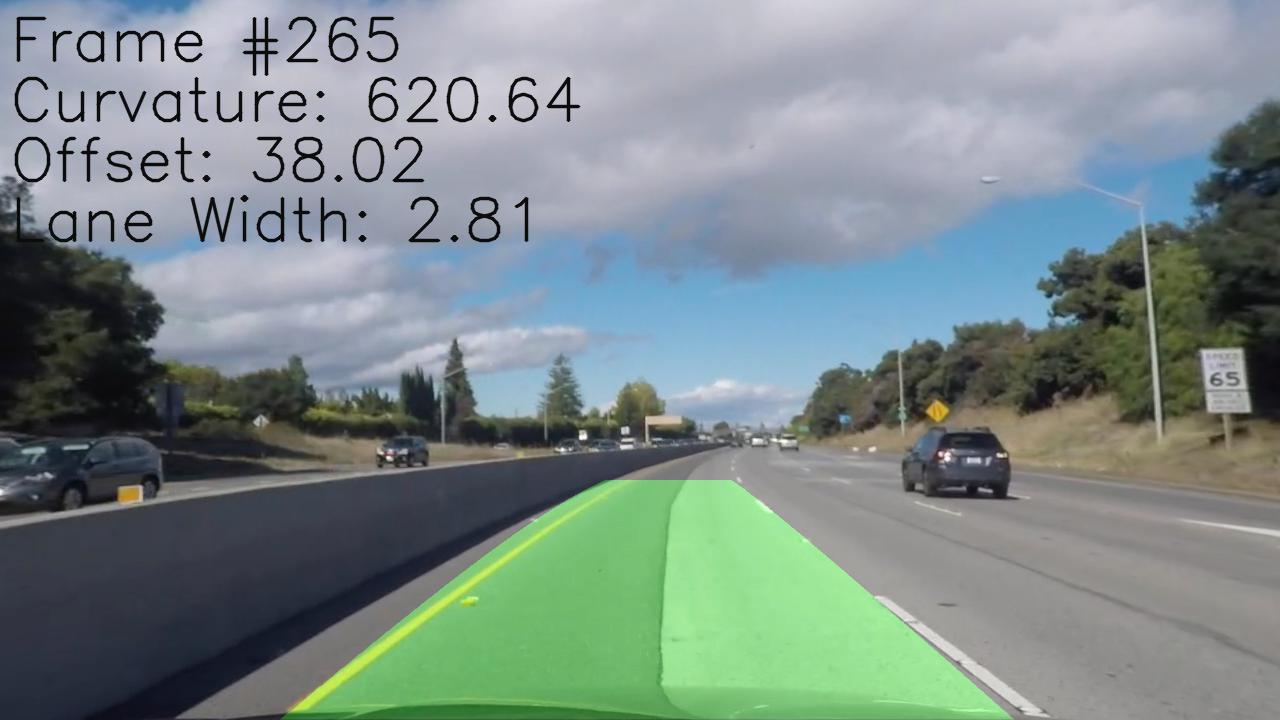 Frame #265
Curvature: 620.64
Offset: 38.02
Lane Width: 2.81
SPEED
LIMIT
65